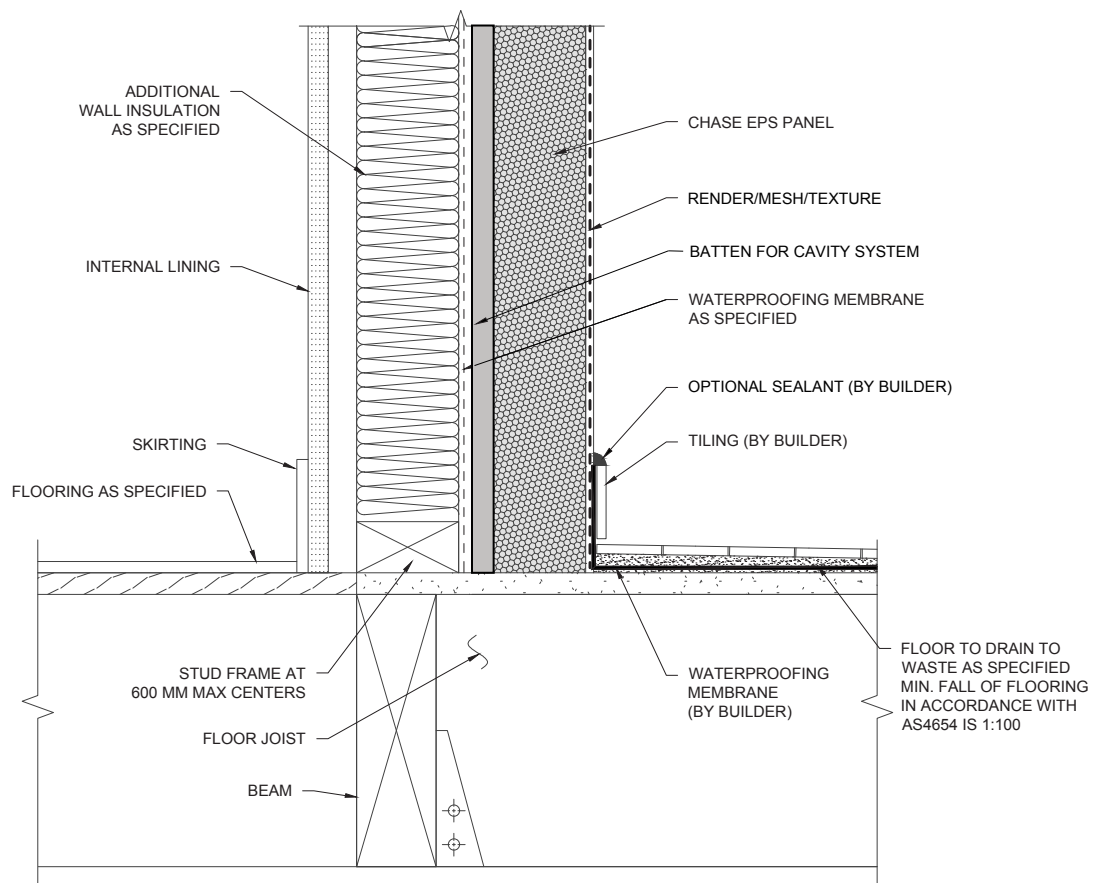 ADDITIONAL
WALL INSULATION
AS SPECIFIED
INTERNAL LINING
SKIRTING
FLOORING AS SPECIFIED
STUD FRAME AT
600 MM MAX CENTERS
FLOOR JOIST
BEAM
CHASE EPS PANEL
RENDER/MESH/TEXTURE
BATTEN FOR CAVITY SYSTEM
WATERPROOFING MEMBRANE
AS SPECIFIED
OPTIONAL SEALANT (BY BUILDER)
TILING (BY BUILDER)
WATERPROOFING
MEMBRANE
(BY BUILDER)
FLOOR TO DRAIN TO
WASTE AS SPECIFIED
MIN. FALL OF FLOORING
IN ACCORDANCE WITH
AS4654 IS 1:100